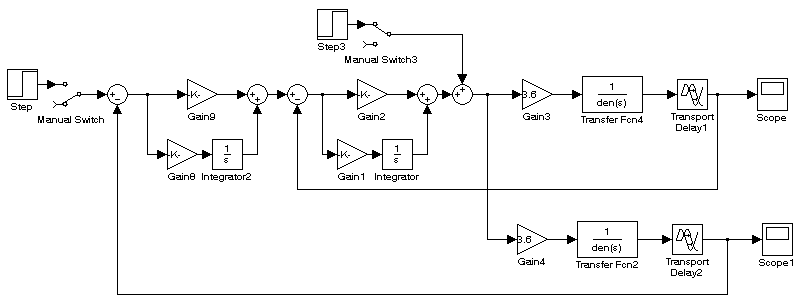 Step3
Manual Switch3
Step
Manual Switch
-K-
Gain9
-K-
Gain2
3.6
Gain3
1
den(s)
Transfer Fcn4
Transport
Delay1
Scope
-K-
Gain8
1
s
Integrator2
-K-
Gain1
1
s
Integrator
3.6
Gain4
1
den(s)
Transfer Fcn2
Transport
Delay2
Scope1